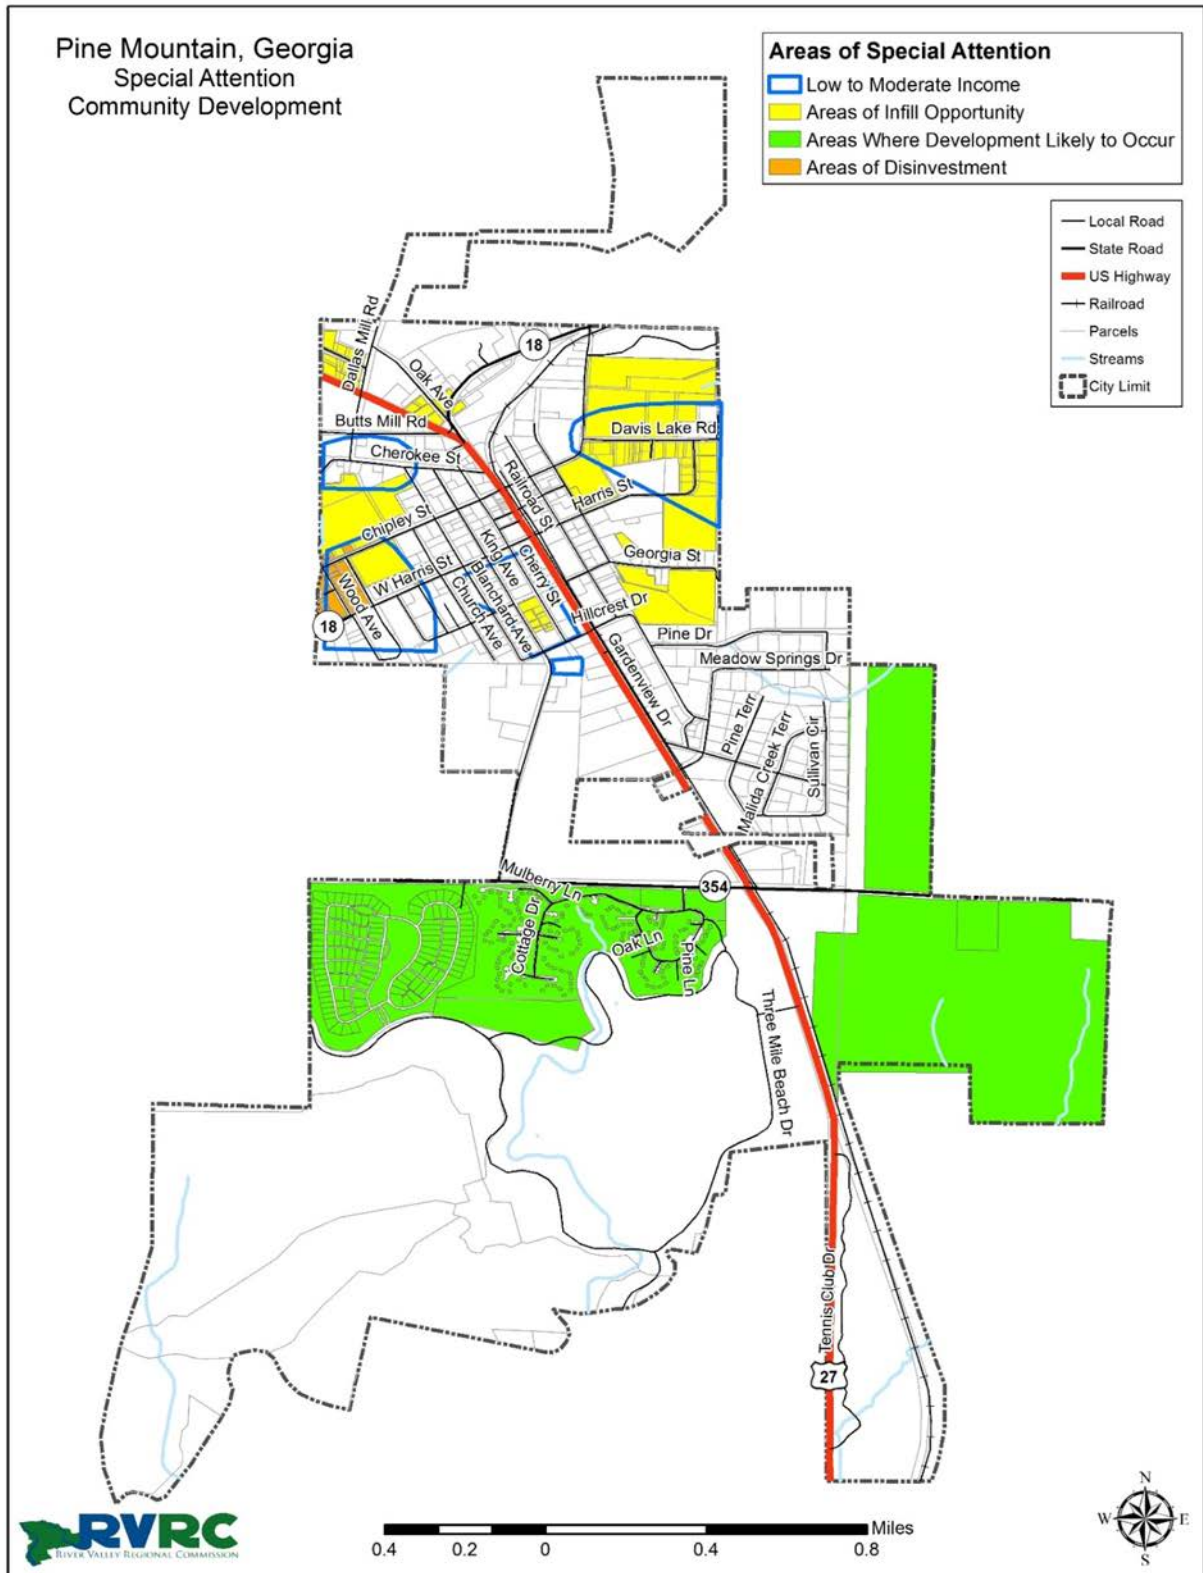 Pine Mountain, Georgia
Special Attention
Community Development
Areas of Special Attention
Low to Moderate Income
Areas of Infill Opportunity
Areas Where Development Likely to Occur
Areas of Disinvestment
Local Road
State Road
US Highway
Railroad
Parcels
Streams
City Limit
Dallas Mill Rd
18
Oak Ave
Butts Mill Rd
Davis Lake Rd
Cherokee St
Railroad St
Harris St
Chipley St
King Ave
Cherry St
Georgia St
W Harris St
Blanchard Ave
Wood Ave
Church Ave
Hillcrest Dr
18
Pine Dr
Gardenview Dr
Meadow Springs Dr
Pine Terr
Malida Creek Terr
Sullivan Cir
Mulberry Ln
354
Cottage Dr
Oak Ln
Pine Ln
Three Mile Beach Dr
Tennis Club Dr
27
RVRC
RIVER VALLEY REGIONAL COMMISSION
Miles
0.4 0.2 0 0.4 0.8
N
W E
S